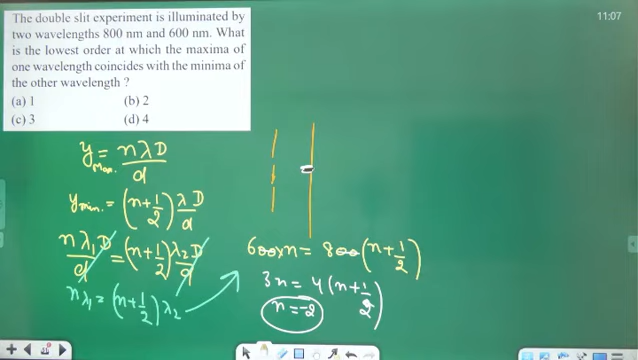 The double slit experiment is illuminated by
two wavelengths 800 nm and 600 nm. What
is the lowest order at which the maxima of
one wavelength coincides with the minima of
the other wavelength ?
(a) 1 (b) 2
(c) 3 (d) 4
11:07
y = nλD/d
Max.
ymin. = (n+1/2) λD/d
nλ₁D/d = (n+1/2) λ₂D/d
nλ₁ = (n+1/2) λ₂
600×n = 800(n+1/2)
3n = 4(n+1/2)
n = -2